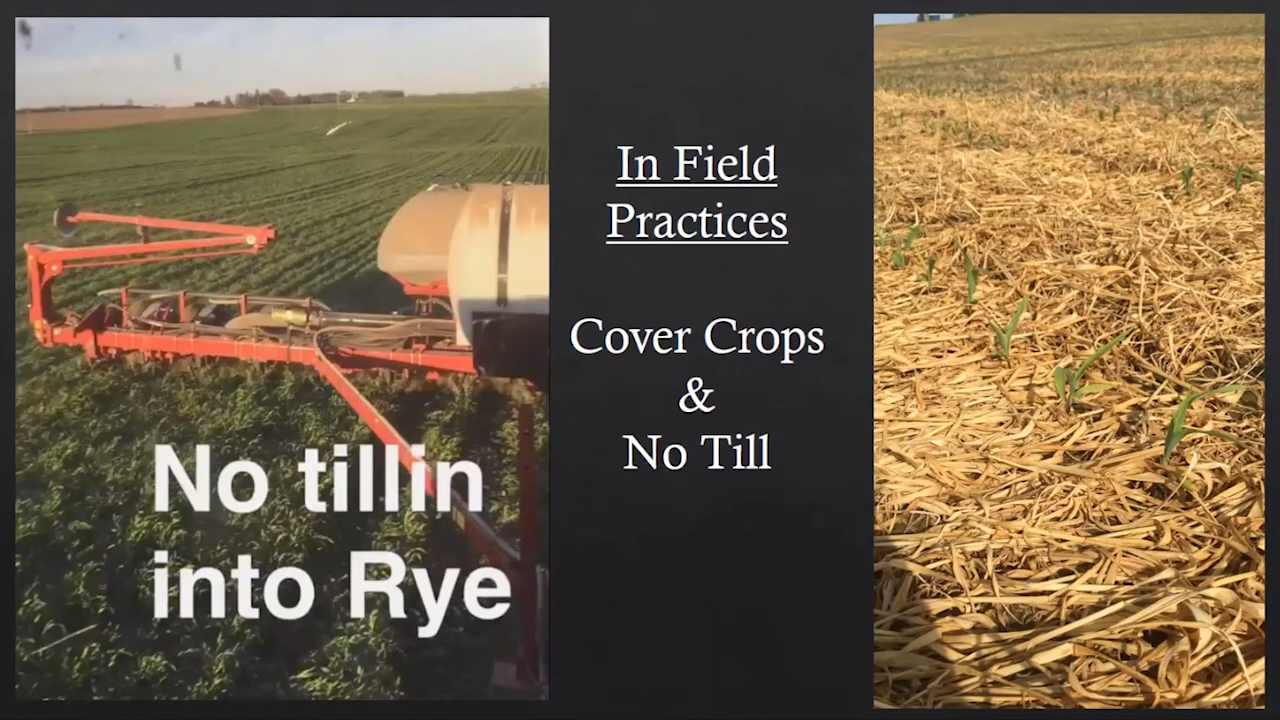 No tillin
into Rye
In Field
Practices
Cover Crops
&
No Till